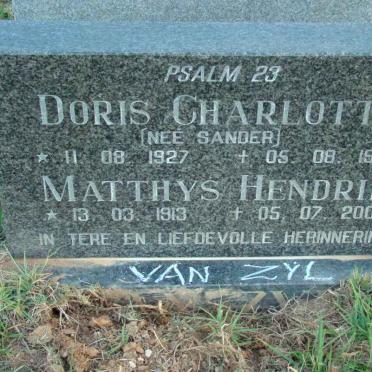 PSALM 23
DORIS CHARLOTT
(NEÉ SANDER)
* 11 08 1927 + 05. 08. 19
MATTHYS HENDRI
* 13 03 1913 + 05, 07. 200
IN TERE EN LIEFDEVOLLE HERINNERIN
VAN ZYL